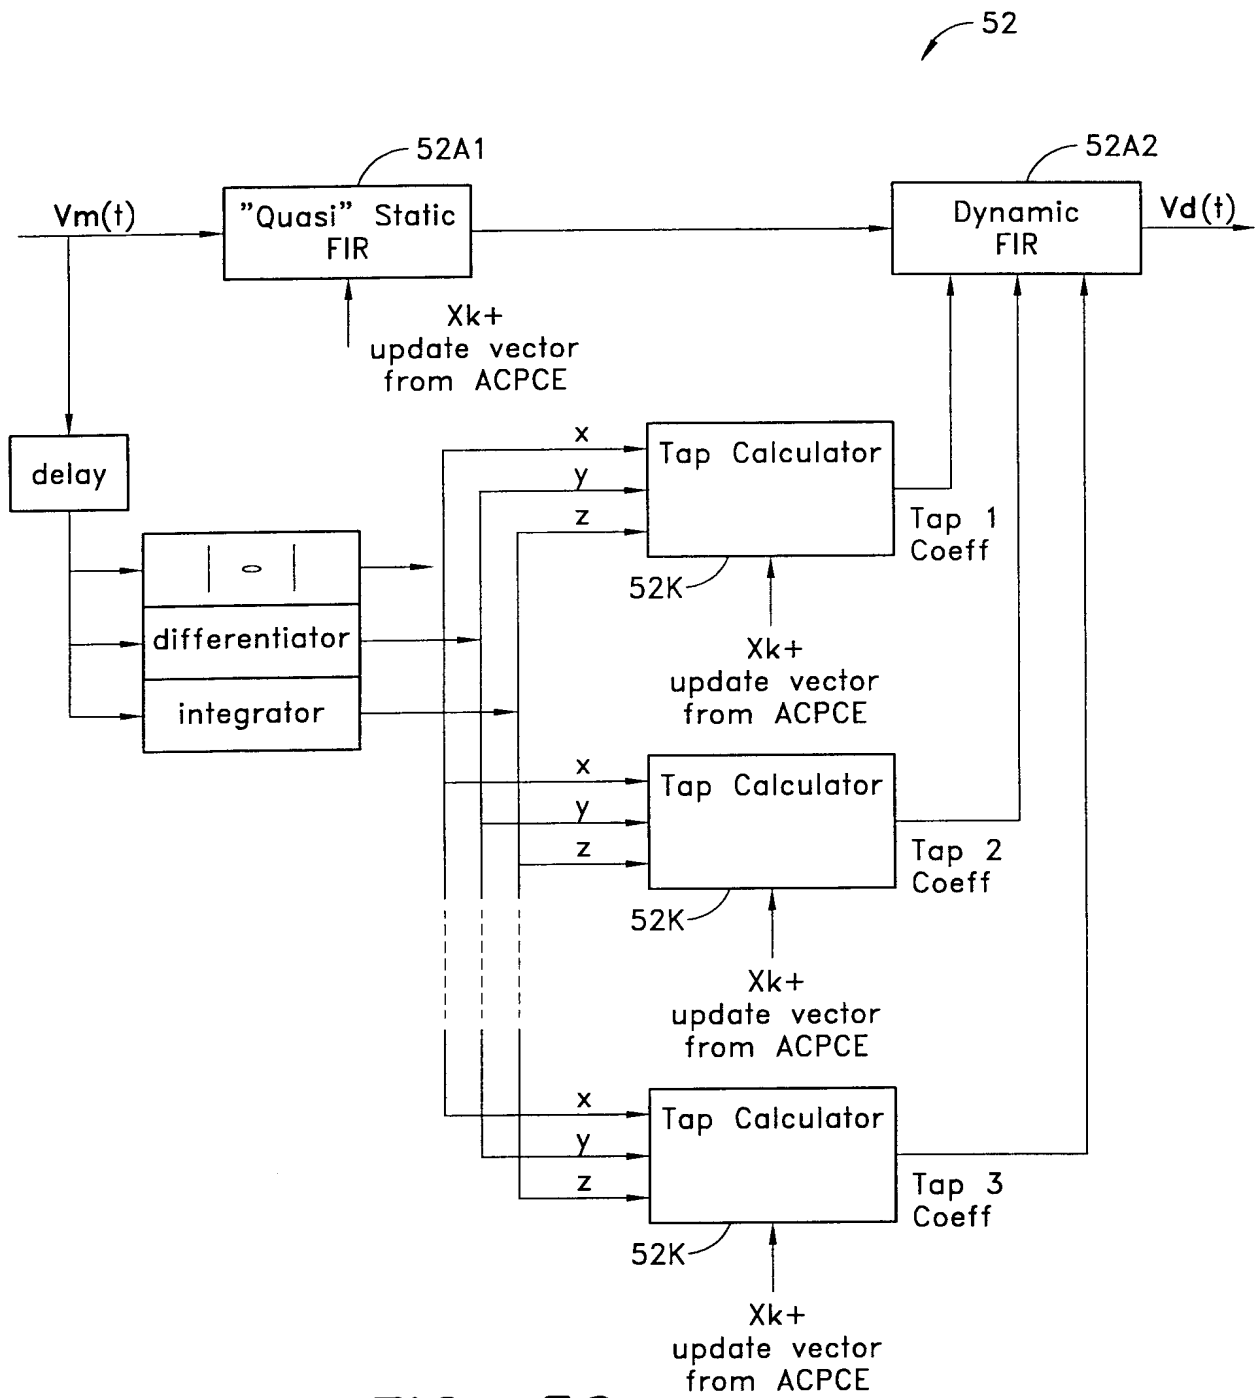 52
52A1
52A2
Vm(t)
"Quasi" Static
FIR
Dynamic
FIR
Vd(t)
Xk+
update vector
from ACPCE
delay
| o |
differentiator
integrator
x
y
z
Tap Calculator
Tap 1
Coeff
52K
Xk+
update vector
from ACPCE
x
y
z
Tap Calculator
Tap 2
Coeff
52K
Xk+
update vector
from ACPCE
x
y
z
Tap Calculator
Tap 3
Coeff
52K
Xk+
update vector
from ACPCE